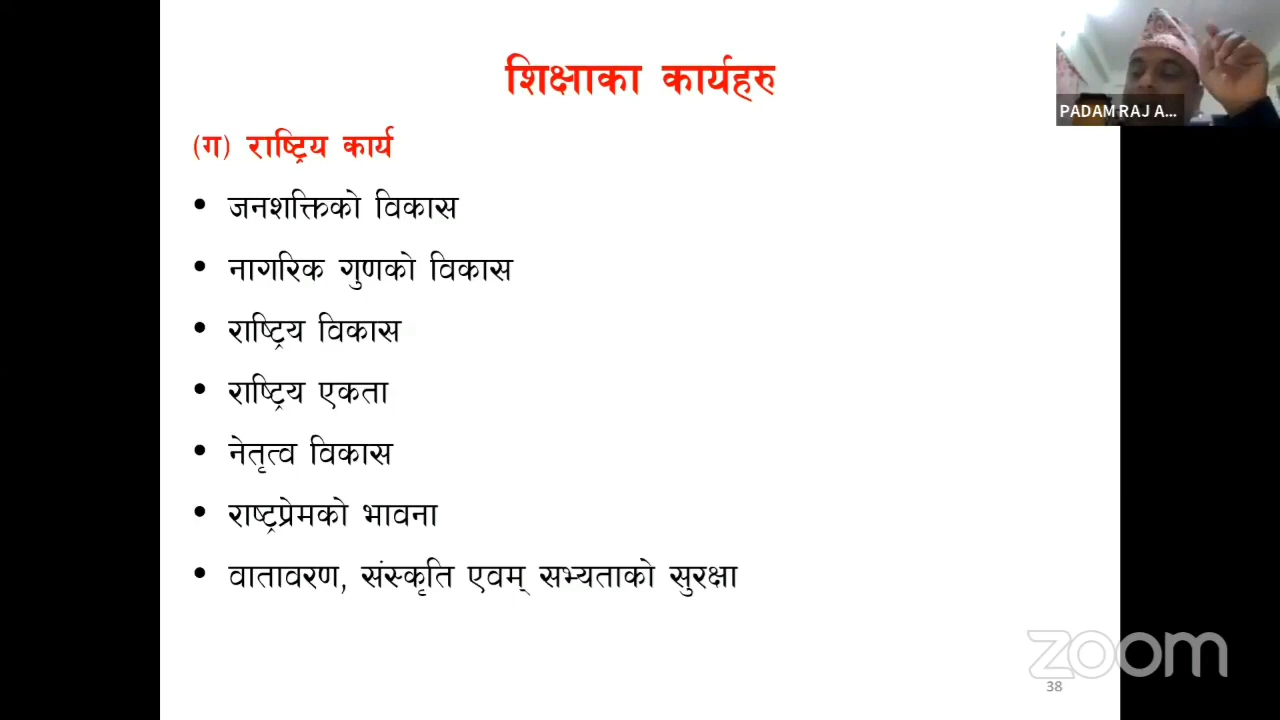 शिक्षाका कार्यहरु
PADAM RAJ A...
(ग) राष्ट्रिय कार्य
• जनशक्तिको विकास
• नागरिक गुणको विकास
• राष्ट्रिय विकास
• राष्ट्रिय एकता
• नेतृत्व विकास
• राष्ट्रप्रेमको भावना
• वातावरण, संस्कृति एवम् सभ्यताको सुरक्षा
zoom
38